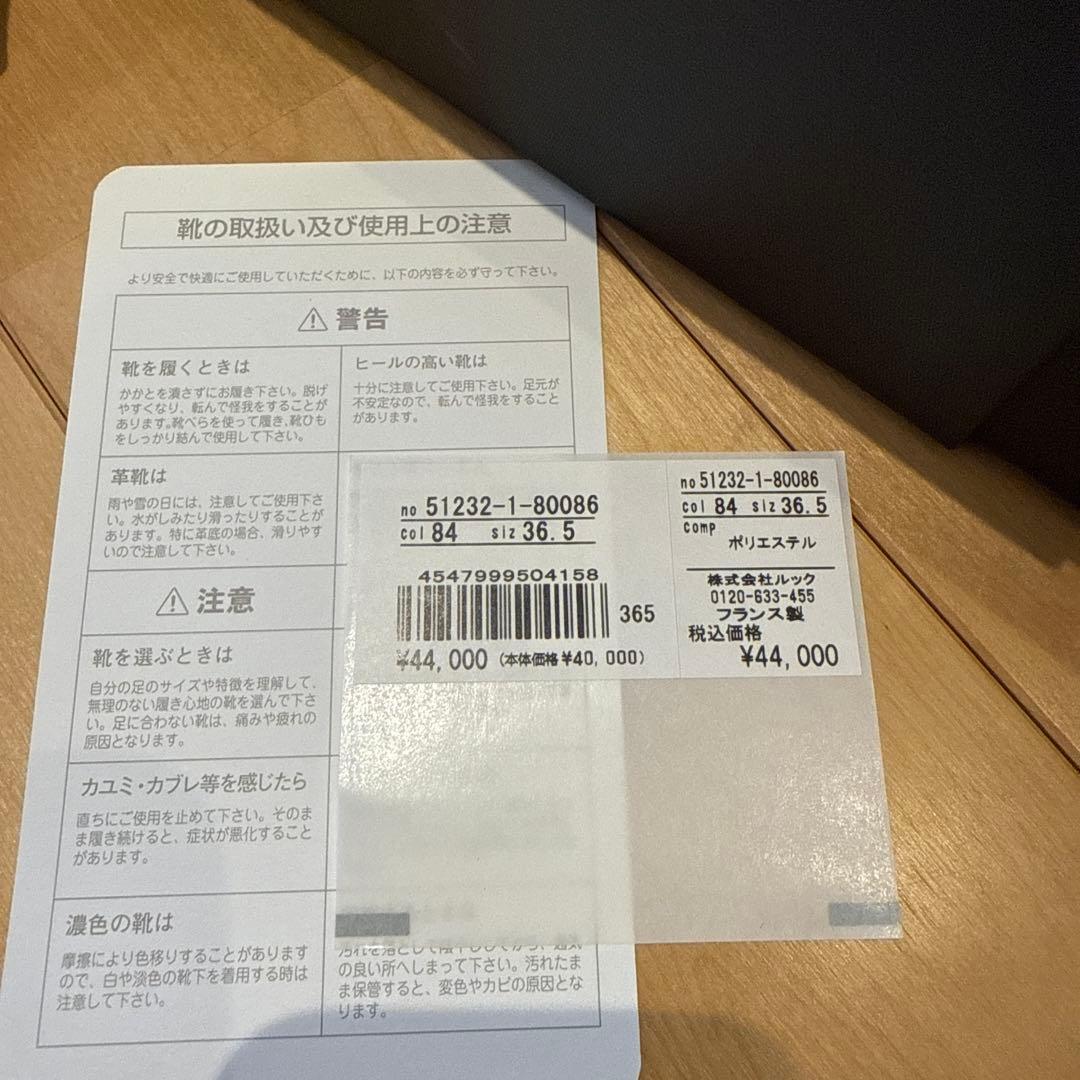 靴の取扱い及び使用上の注意
より安全で快適にご使用していただくために、以下の内容を必ず守って下さい。
⚠ 警告
靴を履くときは
かかとを潰さずにお履き下さい。脱げ
やすくなり、転んで怪我をすることが
あります。靴べらを使って履き、靴ひも
をしっかり結んで使用して下さい。
ヒールの高い靴は
十分に注意してご使用下さい。足元が
不安定なので、転んで怪我をすること
があります。
革靴は
雨や雪の日には、注意してご使用下さ
い。水がしみたり滑ったりすることが
あります。特に革底の場合、滑りやす
いので注意して下さい。
⚠ 注意
靴を選ぶときは
自分の足のサイズや特徴を理解して、
無理のない履き心地の靴を選んで下さ
い。足に合わない靴は、痛みや疲れの
原因となります。
カユミ・カブレ等を感じたら
直ちにご使用を止めて下さい。そのま
ま履き続けると、症状が悪化すること
があります。
濃色の靴は
摩擦により色移りすることがあります
ので、白や淡色の靴下を着用する時は
注意して下さい。
の良い所へしまって下さい。汚れたま
ま保管すると、変色やカビの原因とな
ります。
no 51232-1-80086
col 84 siz 36.5
4547999504158
365
¥44,000 (本体価格¥40,000)
no 51232-1-80086
col 84 siz 36.5
comp
ポリエステル
株式会社ルック
0120-633-455
フランス製
税込価格
¥44,000